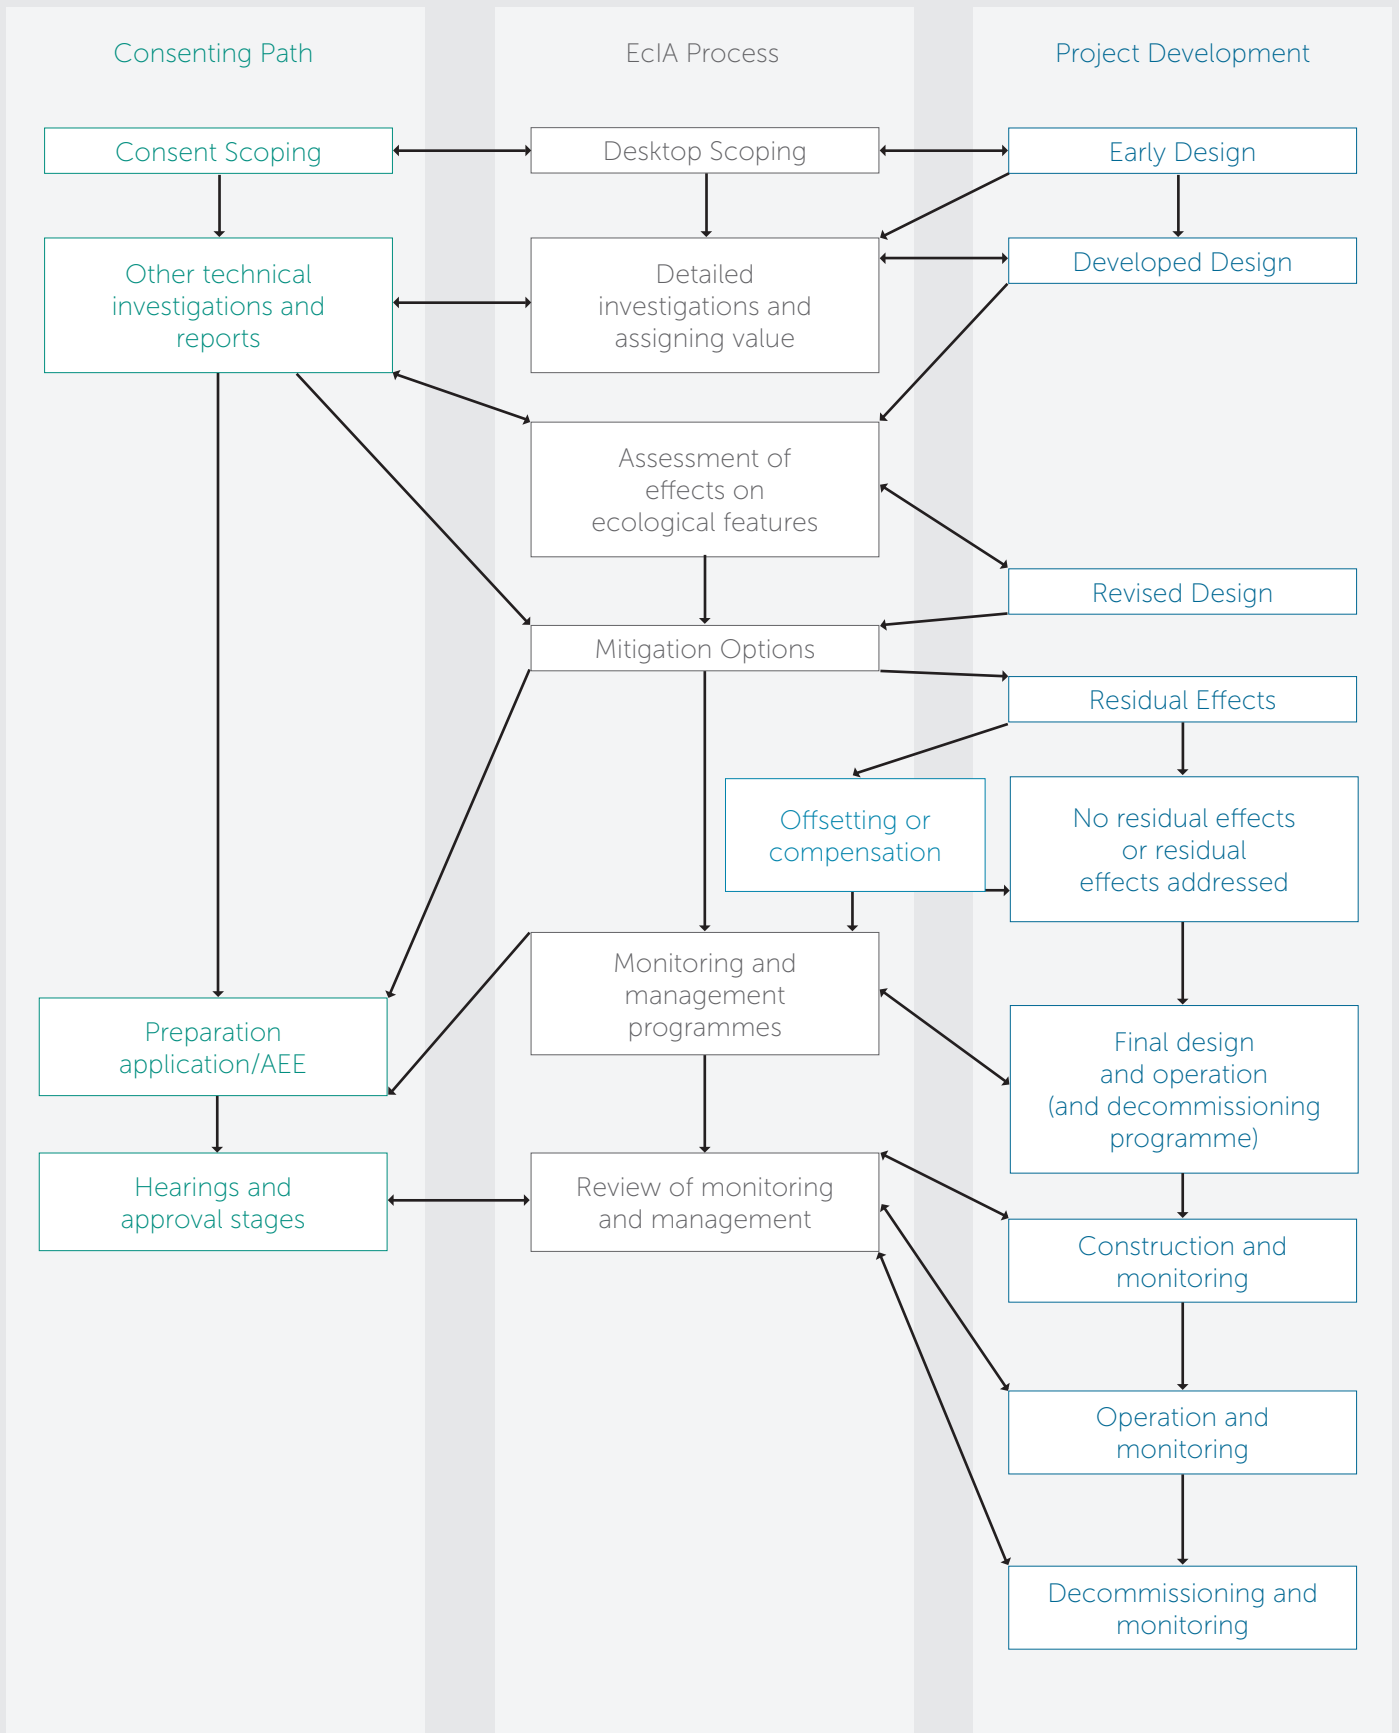 Consenting Path
EcIA Process
Project Development
Consent Scoping
Desktop Scoping
Early Design
Other technical
investigations and
reports
Detailed
investigations and
assigning value
Developed Design
Assessment of
effects on
ecological features
Revised Design
Mitigation Options
Residual Effects
Offsetting or
compensation
No residual effects
or residual
effects addressed
Monitoring and
management
programmes
Preparation
application/AEE
Final design
and operation
(and decommissioning
programme)
Hearings and
approval stages
Review of monitoring
and management
Construction and
monitoring
Operation and
monitoring
Decommissioning and
monitoring